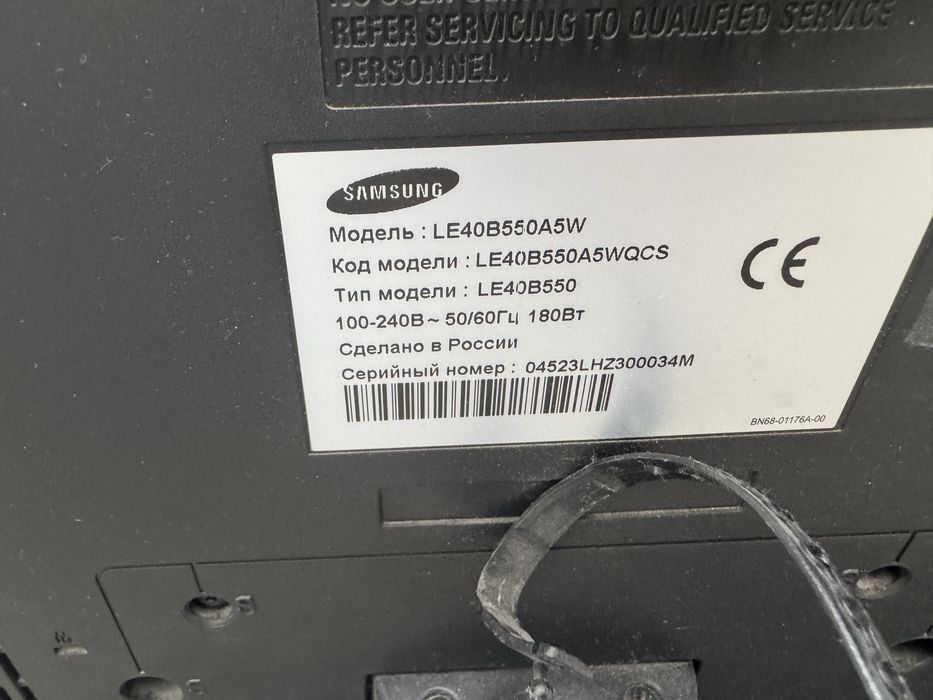 REFER SERVICING TO QUALIFIED SERVICE
PERSONNEL.
SAMSUNG
Модель : LE40B550A5W
Код модели : LE40B550A5WQCS
CE
Тип модели : LE40B550
100-240В ~ 50/60Гц 180Вт
Сделано в России
Серийный номер : 04523LHZ300034M
BN68-01176A-00
S
S